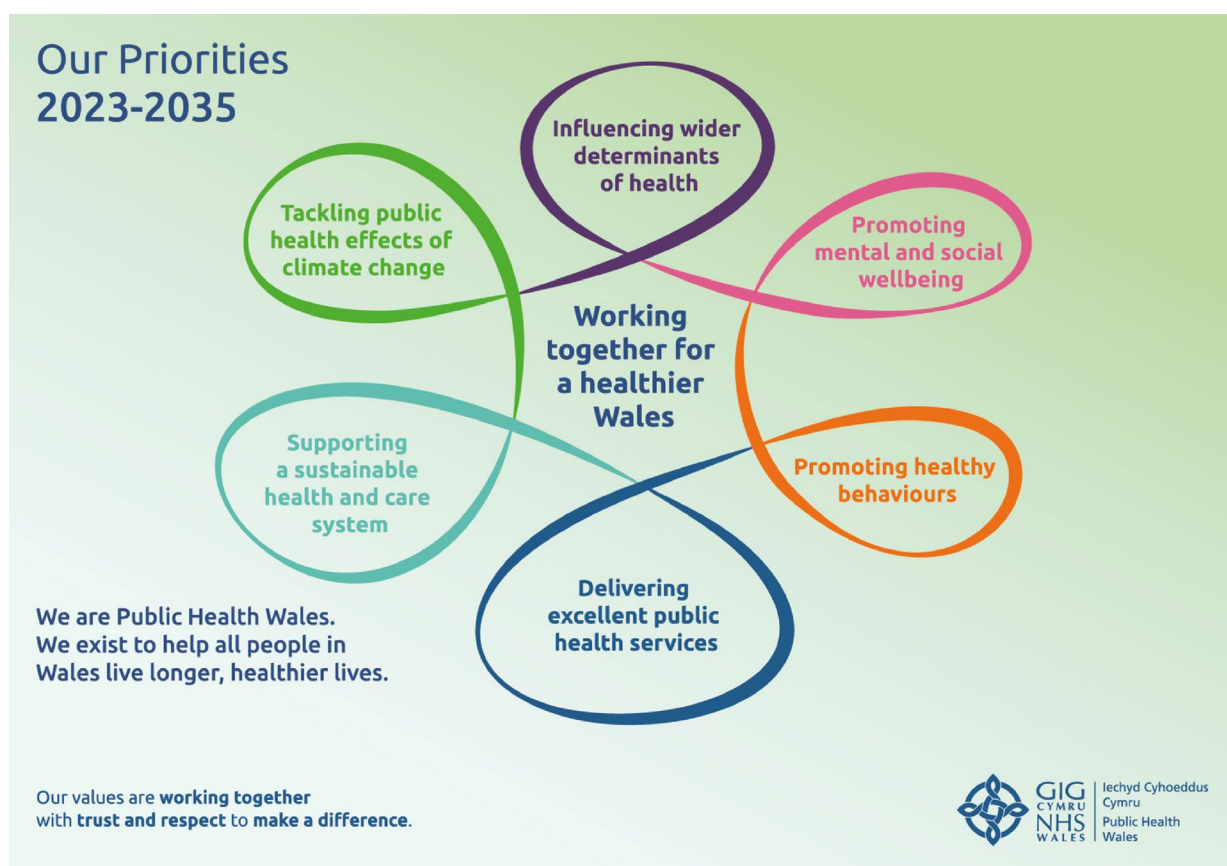 Our Priorities
2023-2035
Influencing wider
determinants
of health
Tackling public
health effects of
climate change
Promoting
mental and social
wellbeing
Working
together for
a healthier
Wales
Supporting
a sustainable
health and care
system
Promoting healthy
behaviours
Delivering
excellent public
health services
We are Public Health Wales.
We exist to help all people in
Wales live longer, healthier lives.
Our values are working together
with trust and respect to make a difference.
GIG
CYMRU
NHS
WALES
Iechyd Cyhoeddus
Cymru
Public Health
Wales